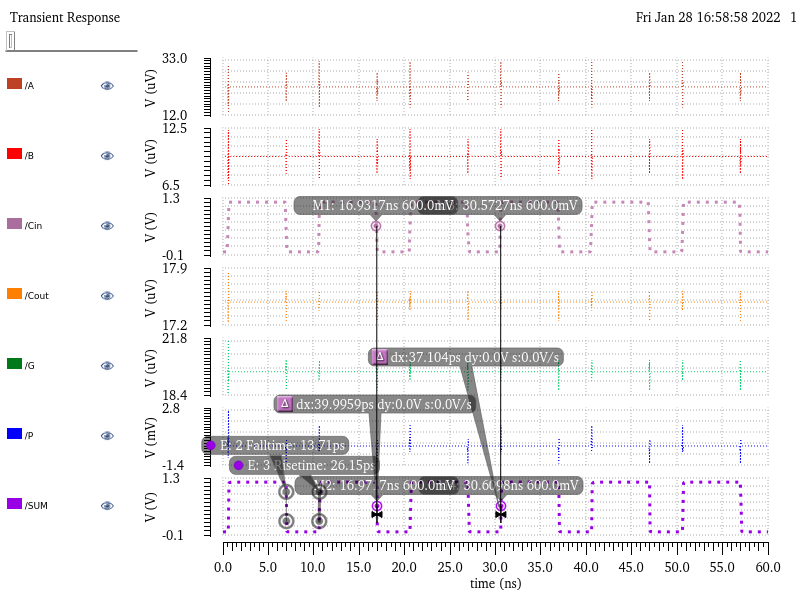 Transient Response
Fri Jan 28 16:58:58 2022 1
/A
V (uV)
33.0
12.0
/B
V (uV)
12.5
6.5
/Cin
V (V)
1.3
-0.1
M1: 16.9317ns 600.0mV
30.5727ns 600.0mV
/Cout
V (uV)
17.9
17.2
/G
V (uV)
21.8
18.4
dx:37.104ps dy:0.0V s:0.0V/s
dx:39.9959ps dy:0.0V s:0.0V/s
/P
V (mV)
2.8
-1.4
E: 2 Falltime: 13.71ps
E: 3 Risetime: 26.15ps
/SUM
V (V)
1.3
-0.1
600.0mV
600.0mV
0.0 5.0 10.0 15.0 20.0 25.0 30.0 35.0 40.0 45.0 50.0 55.0 60.0
time (ns)